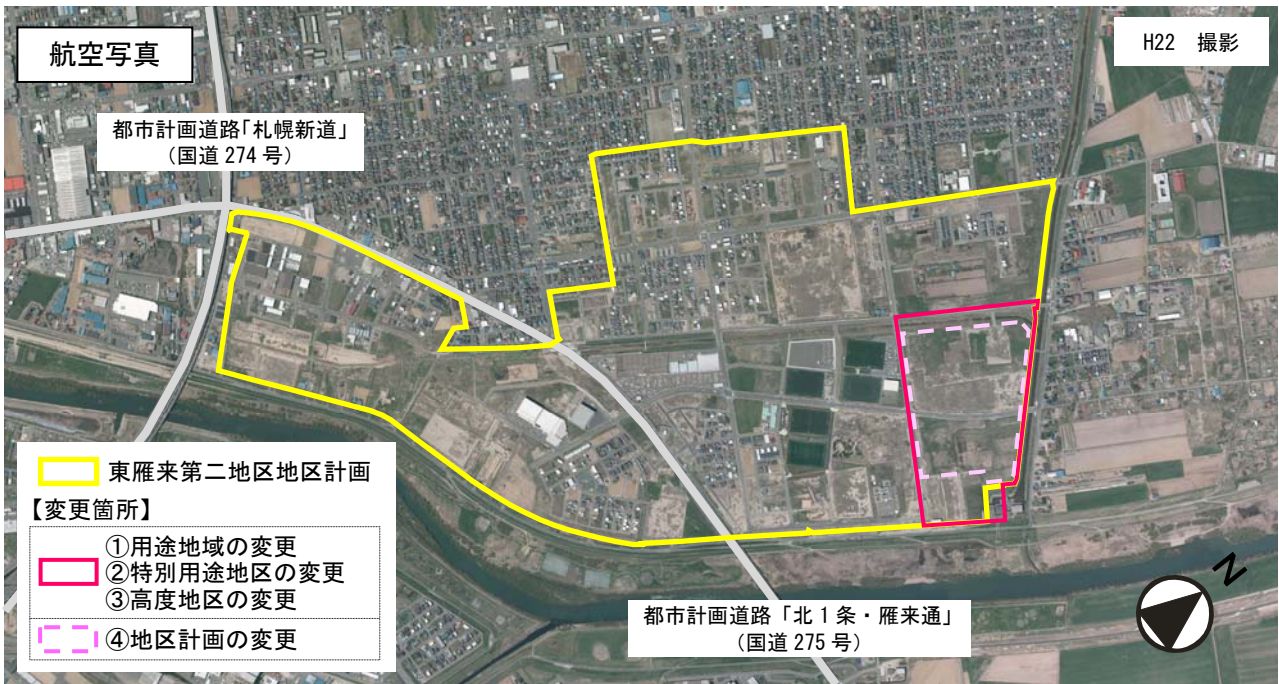 航空写真
H22 撮影
都市計画道路「札幌新道」
(国道 274 号)
東雁来第二地区地区計画
【変更箇所】
①用途地域の変更
②特別用途地区の変更
③高度地区の変更
④地区計画の変更
都市計画道路「北1条・雁来通」
(国道 275 号)
N